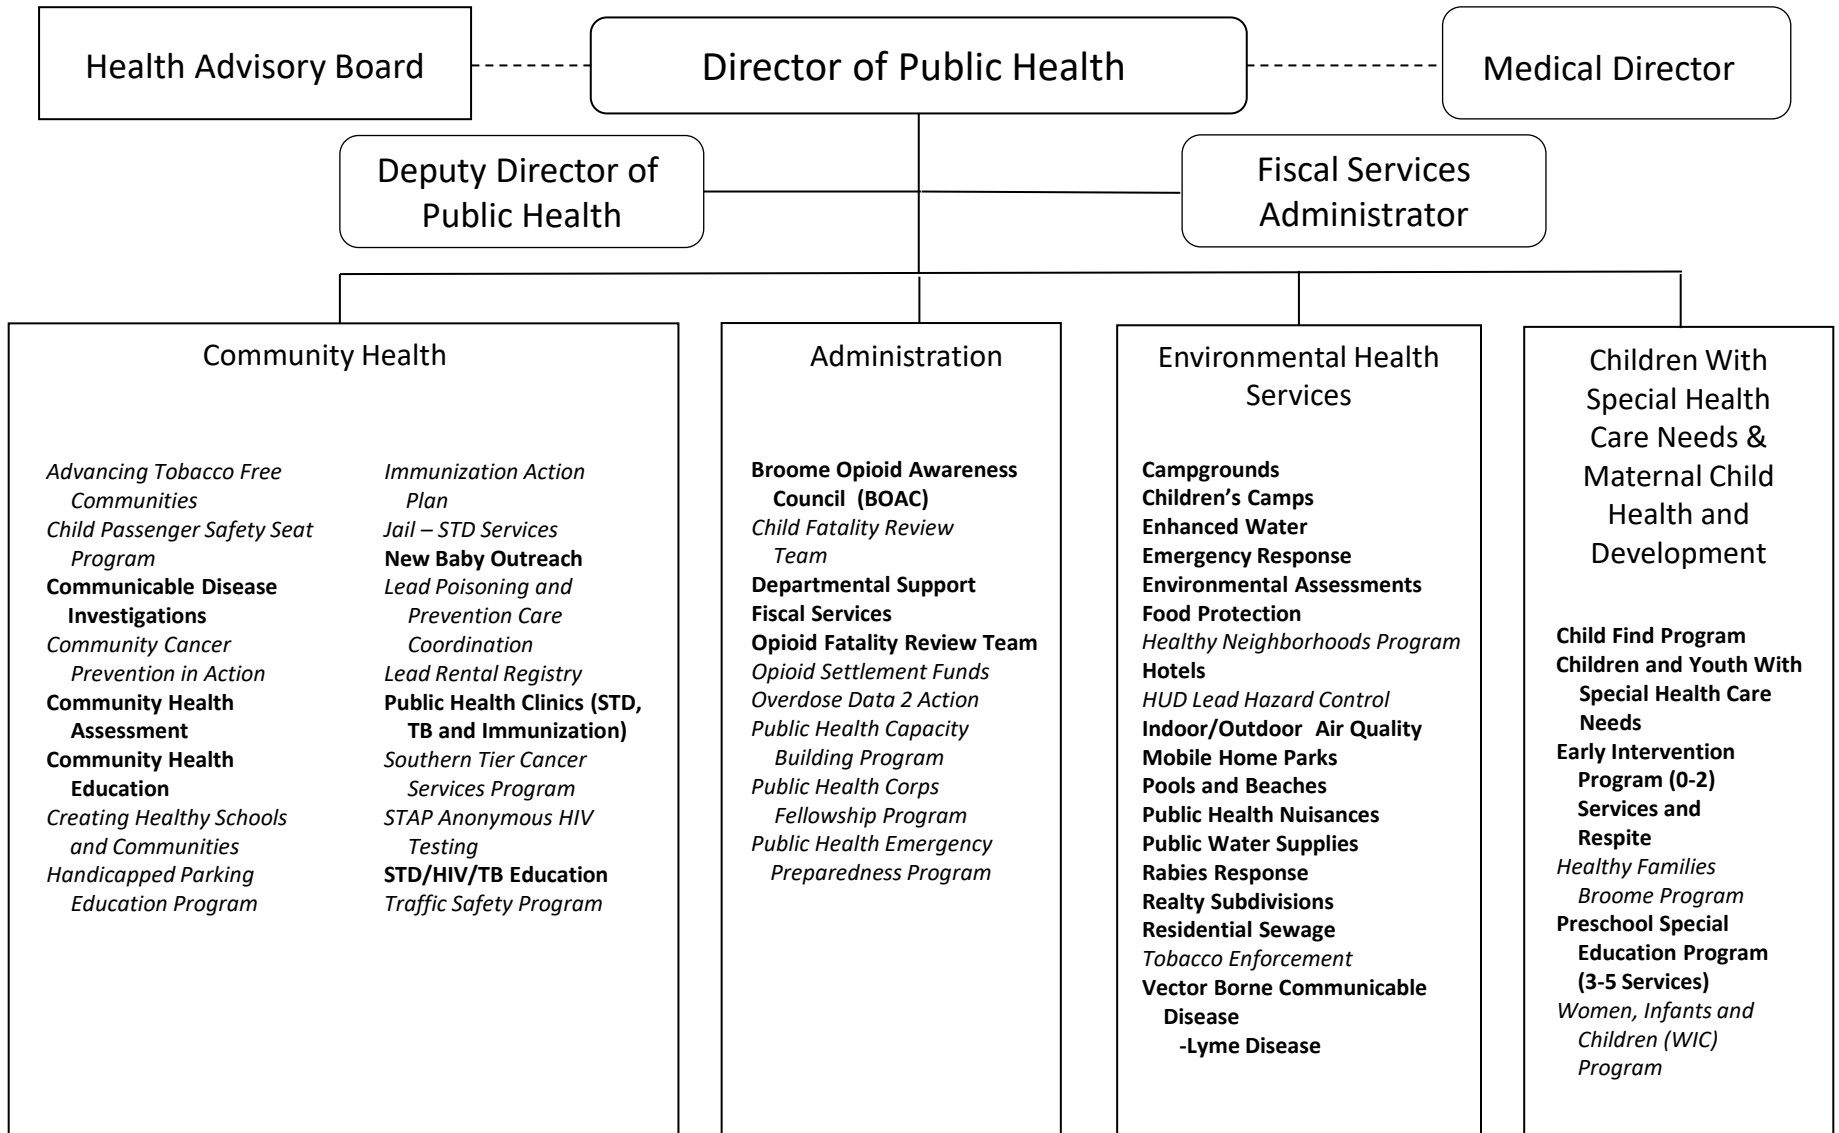 Health Advisory Board
Director of Public Health
Medical Director
Deputy Director of
Public Health
Fiscal Services
Administrator
Community Health
Advancing Tobacco Free
Communities
Child Passenger Safety Seat
Program
Communicable Disease
Investigations
Community Cancer
Prevention in Action
Community Health
Assessment
Community Health
Education
Creating Healthy Schools
and Communities
Handicapped Parking
Education Program
Immunization Action
Plan
Jail – STD Services
New Baby Outreach
Lead Poisoning and
Prevention Care
Coordination
Lead Rental Registry
Public Health Clinics (STD,
TB and Immunization)
Southern Tier Cancer
Services Program
STAP Anonymous HIV
Testing
STD/HIV/TB Education
Traffic Safety Program
Administration
Broome Opioid Awareness
Council (BOAC)
Child Fatality Review
Team
Departmental Support
Fiscal Services
Opioid Fatality Review Team
Opioid Settlement Funds
Overdose Data 2 Action
Public Health Capacity
Building Program
Public Health Corps
Fellowship Program
Public Health Emergency
Preparedness Program
Environmental Health
Services
Campgrounds
Children’s Camps
Enhanced Water
Emergency Response
Environmental Assessments
Food Protection
Healthy Neighborhoods Program
Hotels
HUD Lead Hazard Control
Indoor/Outdoor Air Quality
Mobile Home Parks
Pools and Beaches
Public Health Nuisances
Public Water Supplies
Rabies Response
Realty Subdivisions
Residential Sewage
Tobacco Enforcement
Vector Borne Communicable
Disease
-Lyme Disease
Children With
Special Health
Care Needs &
Maternal Child
Health and
Development
Child Find Program
Children and Youth With
Special Health Care
Needs
Early Intervention
Program (0-2)
Services and
Respite
Healthy Families
Broome Program
Preschool Special
Education Program
(3-5 Services)
Women, Infants and
Children (WIC)
Program